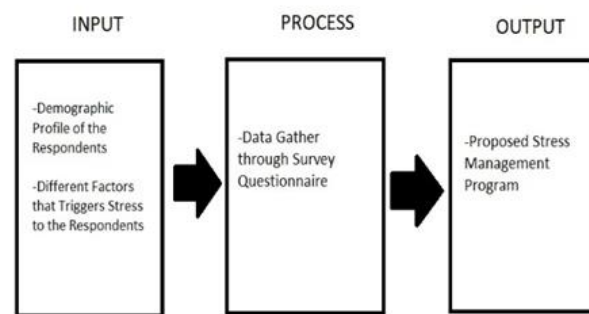 INPUT
PROCESS
OUTPUT
-Demographic
Profile of the
Respondents
-Different Factors
that Triggers Stress
to the Respondents
-Data Gather
through Survey
Questionnaire
-Proposed Stress
Management
Program